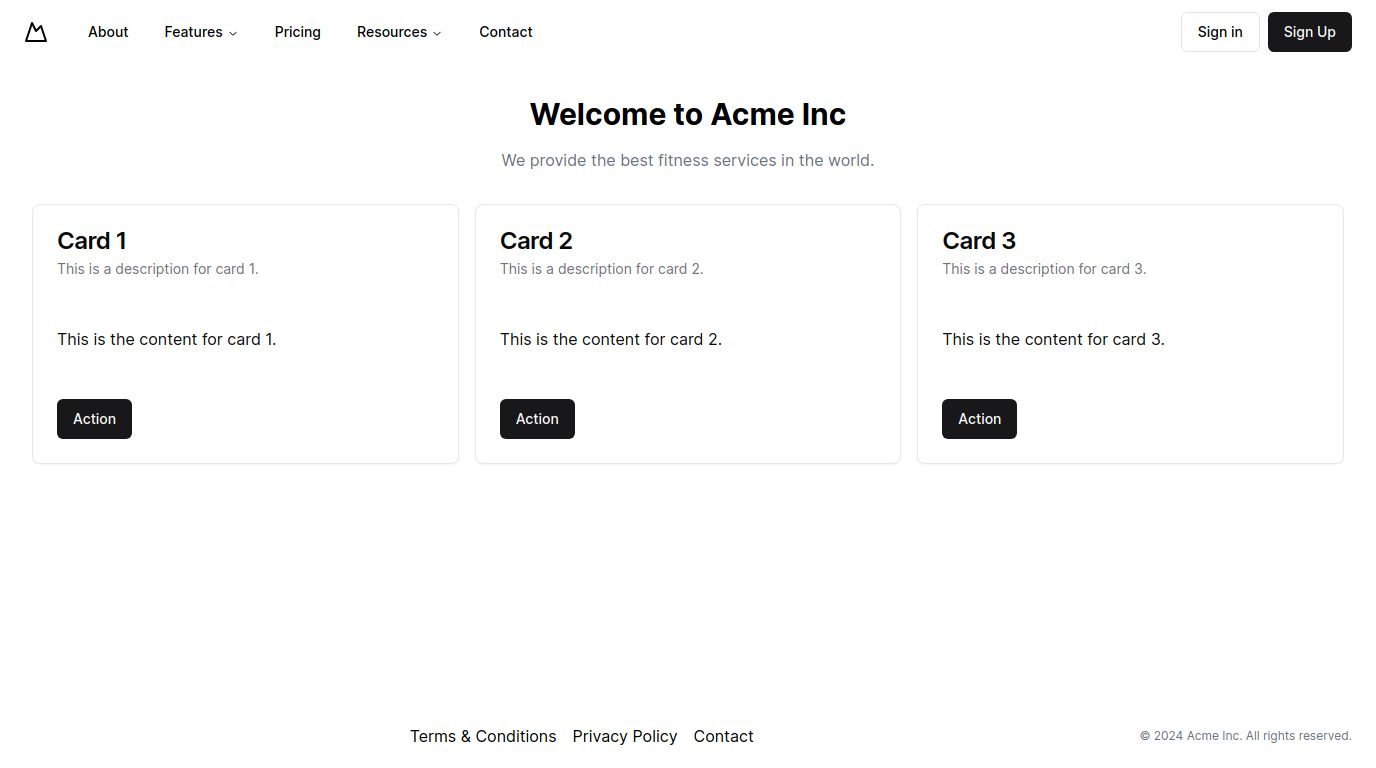 About Features Pricing Resources Contact Sign in Sign Up
Welcome to Acme Inc
We provide the best fitness services in the world.
Card 1
This is a description for card 1.
This is the content for card 1.
Action
Card 2
This is a description for card 2.
This is the content for card 2.
Action
Card 3
This is a description for card 3.
This is the content for card 3.
Action
Terms & Conditions Privacy Policy Contact © 2024 Acme Inc. All rights reserved.